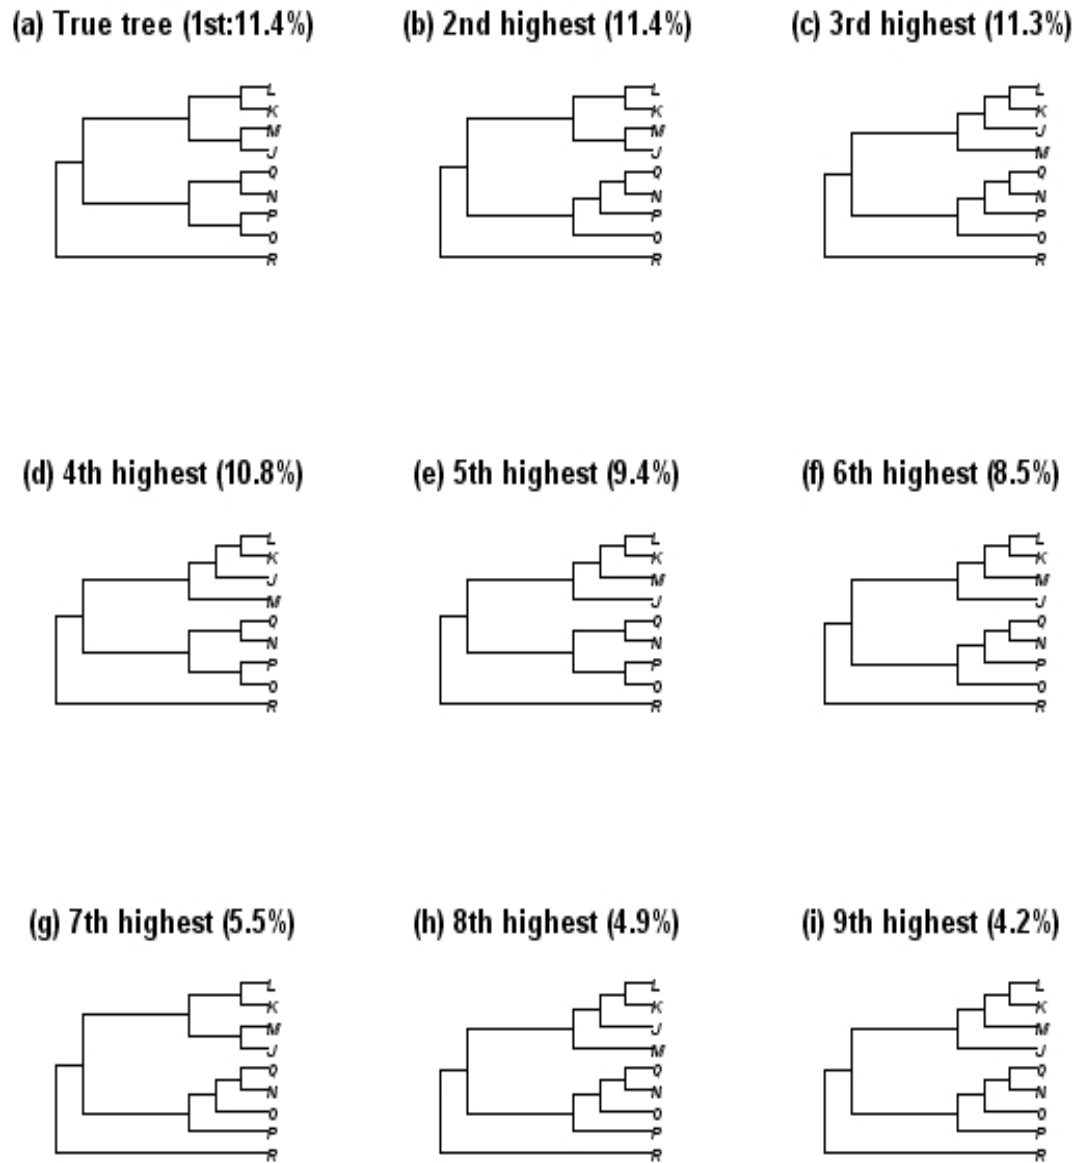 (a) True tree (1st:11.4%) (b) 2nd highest (11.4%) (c) 3rd highest (11.3%)
L L L
K K K
M M J
J J M
Q Q Q
N N N
P P P
O O O
R R R
(d) 4th highest (10.8%) (e) 5th highest (9.4%) (f) 6th highest (8.5%)
L L L
K K K
J M M
M J J
Q Q Q
N N N
P P P
O O O
R R R
(g) 7th highest (5.5%) (h) 8th highest (4.9%) (i) 9th highest (4.2%)
L L L
K K K
M J M
J M J
Q Q Q
N N N
O O O
P P P
R R R